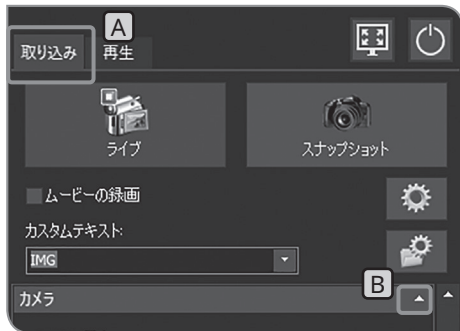 A
取り込み 再生
ライブ スナップショット
ムービーの録画
カスタムテキスト:
IMG
B
カメラ